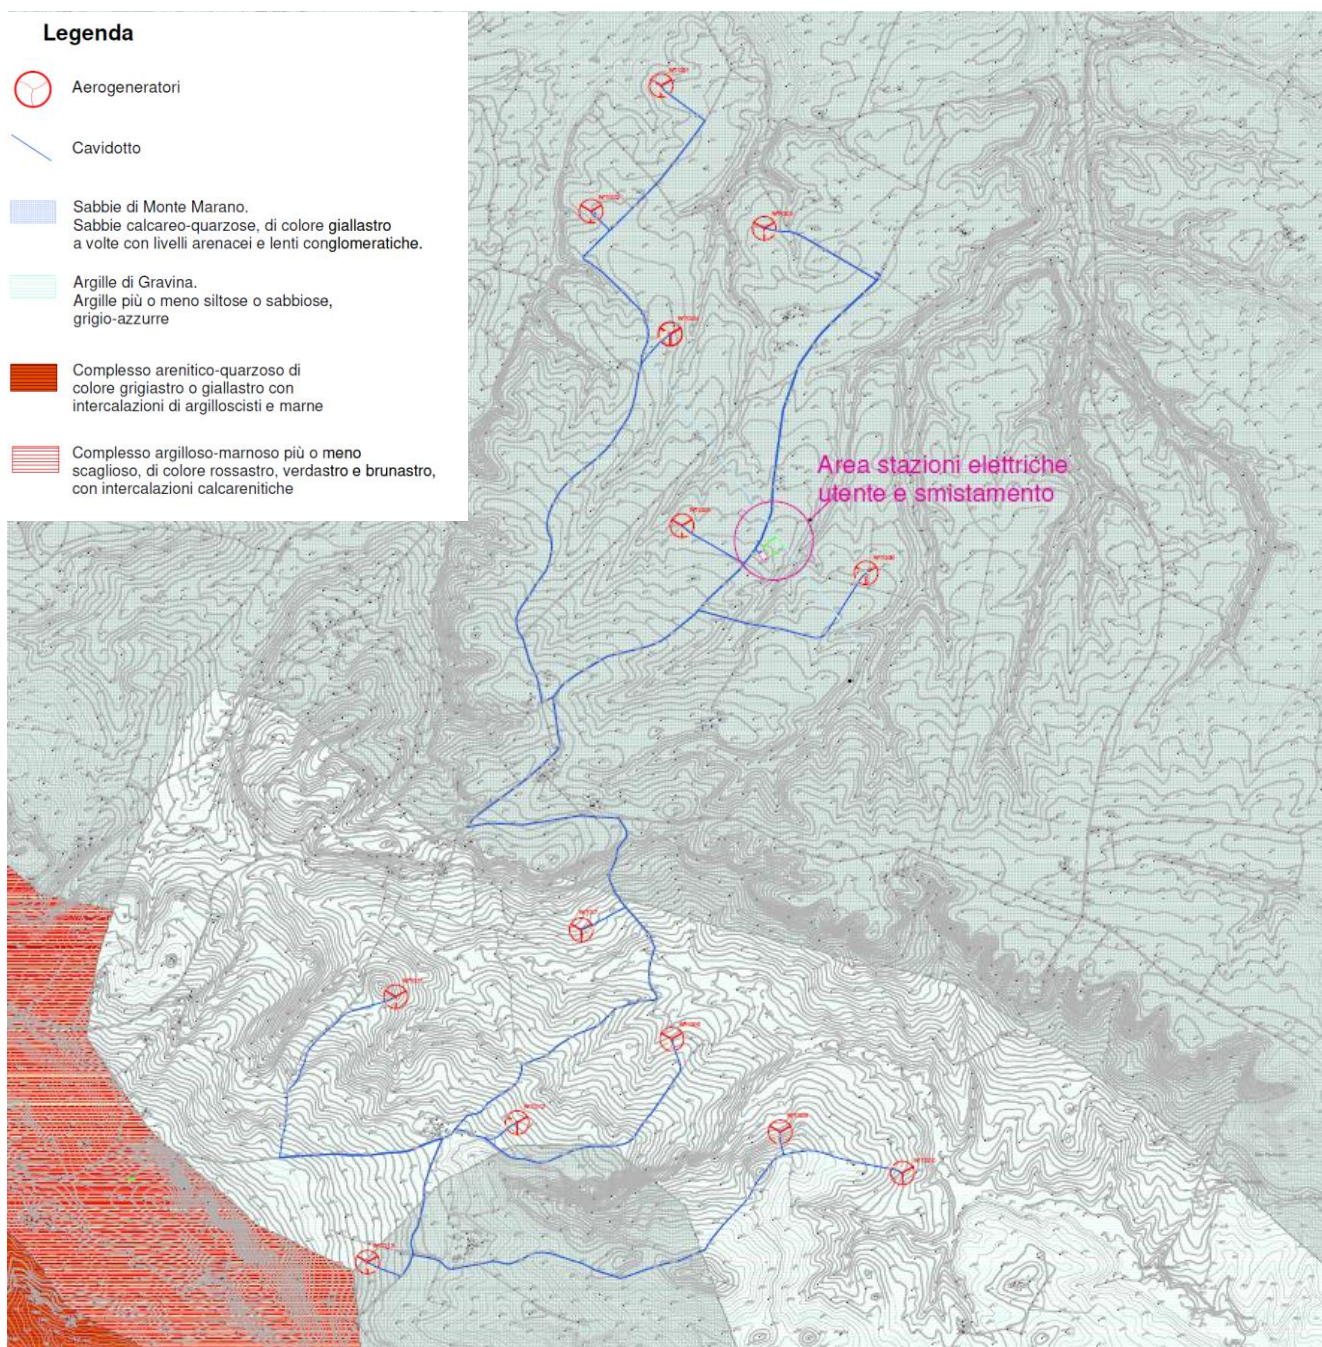 Legenda
Aerogeneratori
Cavidotto
Sabbie di Monte Marano.
Sabbie calcareo-quarzose, di colore giallastro
a volte con livelli arenacei e lenti conglomeratiche.
Argille di Gravina.
Argille più o meno siltose o sabbiose,
grigio-azzurre
Complesso arenitico-quarzoso di
colore grigiastro o giallastro con
intercalazioni di argilloscisti e marne
Complesso argilloso-marnoso più o meno
scaglioso, di colore rossastro, verdastro e brunastro,
con intercalazioni calcarenitiche
Area stazioni elettriche
utente e smistamento